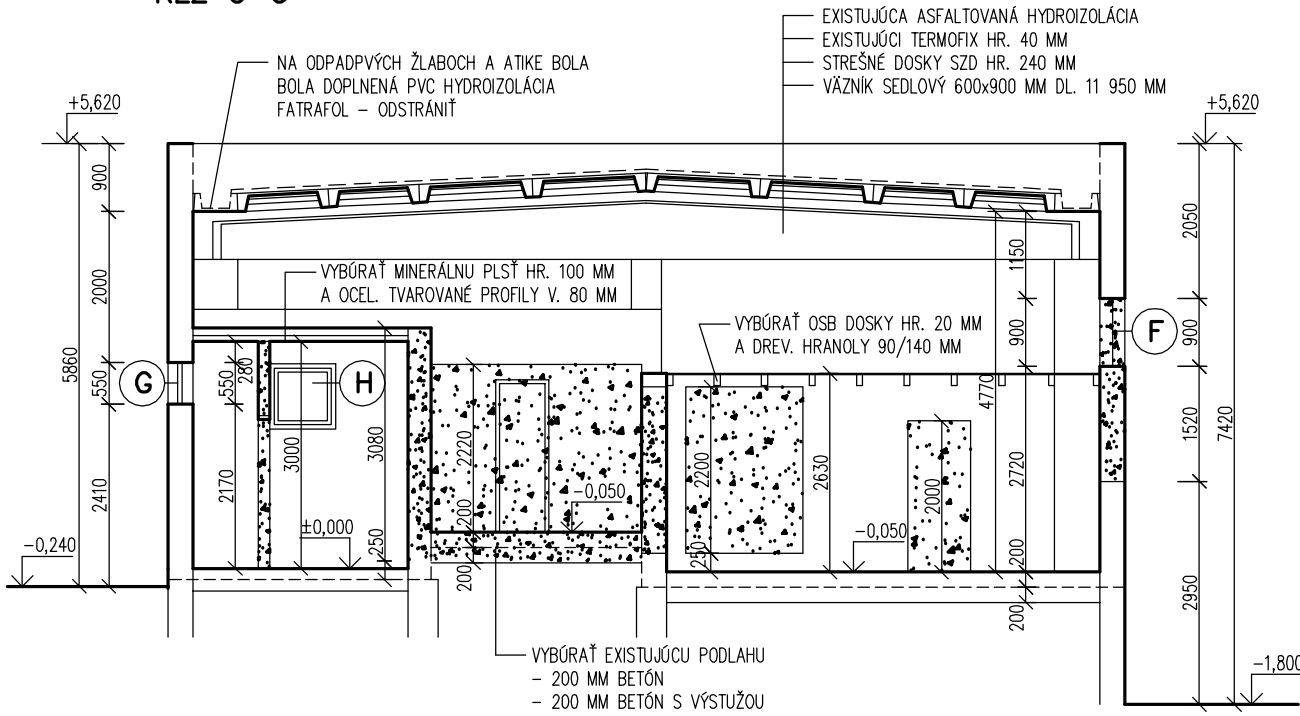 EXISTUJÚCA ASFALTOVANÁ HYDROIZOLÁCIA
EXISTUJÚCI TERMOFIX HR. 40 MM
STREŠNÉ DOSKY SZD HR. 240 MM
VÄZNÍK SEDLOVÝ 600x900 MM DL. 11 950 MM
NA ODPADPVÝCH ŽLABOCH A ATIKE BOLA
BOLA DOPLNENÁ PVC HYDROIZOLÁCIA
FATRAFOL - ODSTRÁNIŤ
+5,620
+5,620
900
2000
5860
550
2410
-0,240
VYBÚRAŤ MINERÁLNU PLSŤ HR. 100 MM
A OCEL. TVAROVANÉ PROFILY V. 80 MM
VYBÚRAŤ OSB DOSKY HR. 20 MM
A DREV. HRANOLY 90/140 MM
G
H
F
550
280
2170
3000
3080
250
±0,000
2220
200
200
-0,050
2200
250
2630
-0,050
2000
4770
1150
900
2720
200
200
2050
900
1520
7420
2950
-1,800
VYBÚRAŤ EXISTUJÚCU PODLAHU
- 200 MM BETÓN
- 200 MM BETÓN S VÝSTUŽOU